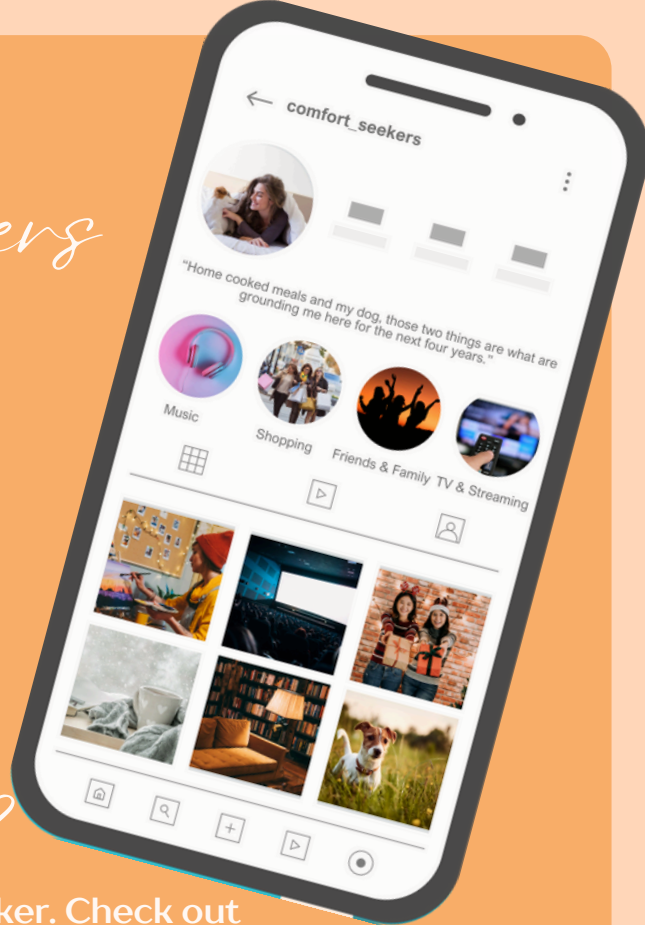 comfort_seekers
ers
“Home cooked meals and my dog, those two things are what are
grounding me here for the next four years.”
Music
Shopping
Friends & Family
TV & Streaming
ker. Check out